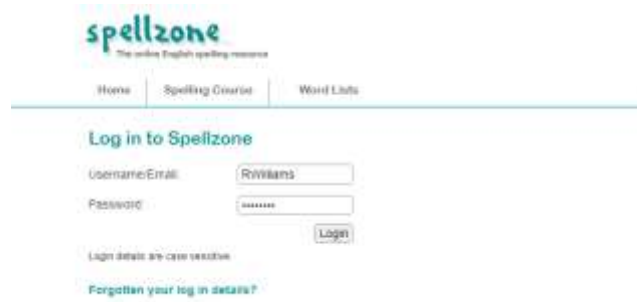 spellzone
The online English spelling resource
Home Spelling Course Word Lists
Log in to Spellzone
Username/Email RWilliams
Password ••••••••
Login
Login details are case sensitive
Forgotten your log in details?